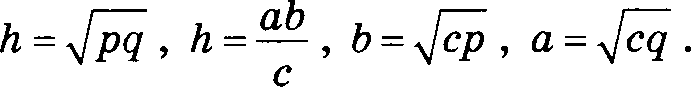 h = √pq , h = ab/c , b = √cp , a = √cq .